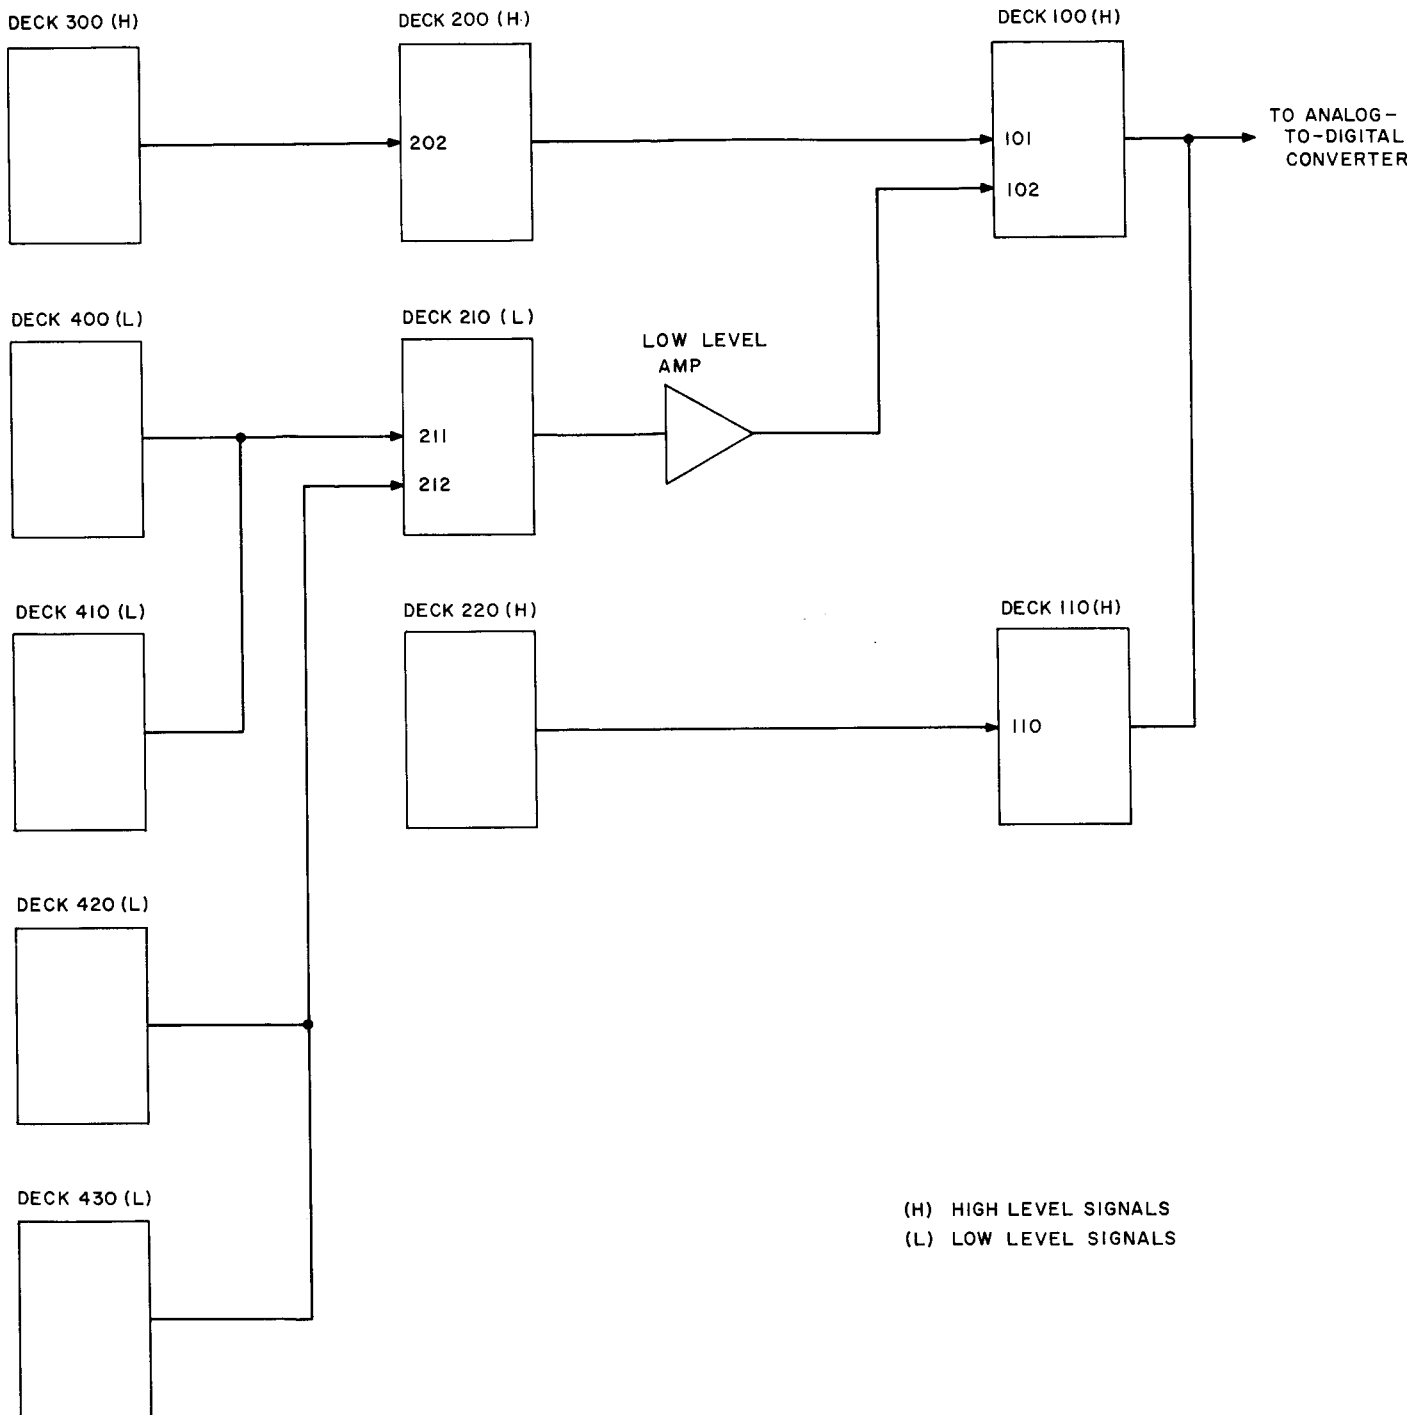 DECK 300 (H)
DECK 200 (H)
DECK 100 (H)
202
101
102
TO ANALOG-
TO-DIGITAL
CONVERTER
DECK 400 (L)
DECK 210 (L)
LOW LEVEL
AMP
211
212
DECK 410 (L)
DECK 220 (H)
DECK 110 (H)
110
DECK 420 (L)
DECK 430 (L)
(H) HIGH LEVEL SIGNALS
(L) LOW LEVEL SIGNALS